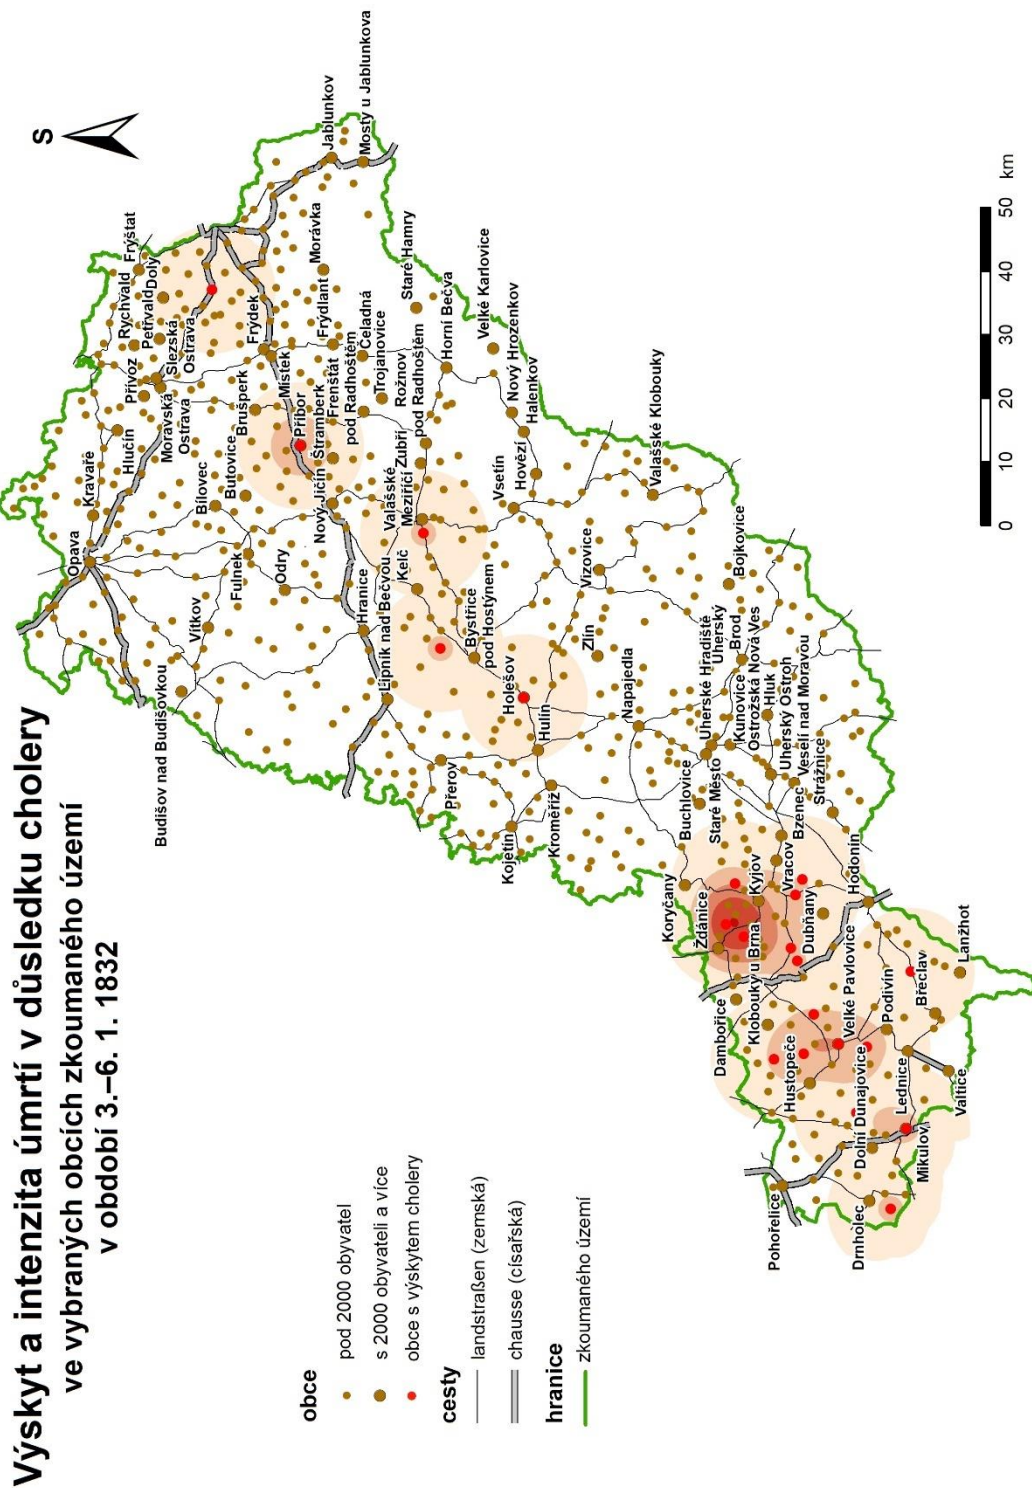 Výskyt a intenzita úmrtí v důsledku cholery
ve vybraných obcích zkoumaného území
v období 3.–6. 1. 1832
S
obce
pod 2000 obyvatel
s 2000 obyvateli a více
obce s výskytem cholery
cesty
landstraßen (zemská)
chausse (císařská)
hranice
zkoumaného území
0 10 20 30 40 50 km
Opava
Kravaře
Hlučín
Přívoz
Rychvald
Petřvald
Doly
Fryštat
Moravská
Ostrava
Slezská
Ostrava
Vítkov
Budišov nad Budišovkou
Bílovec
Butovice
Brušperk
Fulnek
Odry
Frýdek
Místek
Příbor
Štramberk
Nový Jičín
Frenštát
pod Radhoštěm
Frýdlant
Morávka
Jablunkov
Mosty u Jablunkova
Čeladná
Trojanovice
Staré Hamry
Hranice
Lipník nad Bečvou
Kelč
Valašské
Meziříčí
Zubří
Rožnov
pod Radhoštěm
Horní Bečva
Velké Karlovice
Nový Hrozenkov
Halenkov
Hovězí
Vsetín
Bystřice
pod Hostýnem
Přerov
Kojetín
Kroměříž
Hulín
Holešov
Zlín
Vizovice
Valašské Klobouky
Napajedla
Bojkovice
Uherský
Brod
Uherské Hradiště
Kunovice
Ostrožská Nová Ves
Hluk
Uherský Ostroh
Veselí nad Moravou
Strážnice
Staré Město
Buchlovice
Bzenec
Vracov
Kyjov
Koryčany
Ždánice
Dubňany
Hodonín
Dambořice
Klobouky u Brna
Hustopeče
Velké Pavlovice
Podivín
Břeclav
Lanžhot
Lednice
Valtice
Dolní Dunajovice
Mikulov
Drnholec
Pohořelice